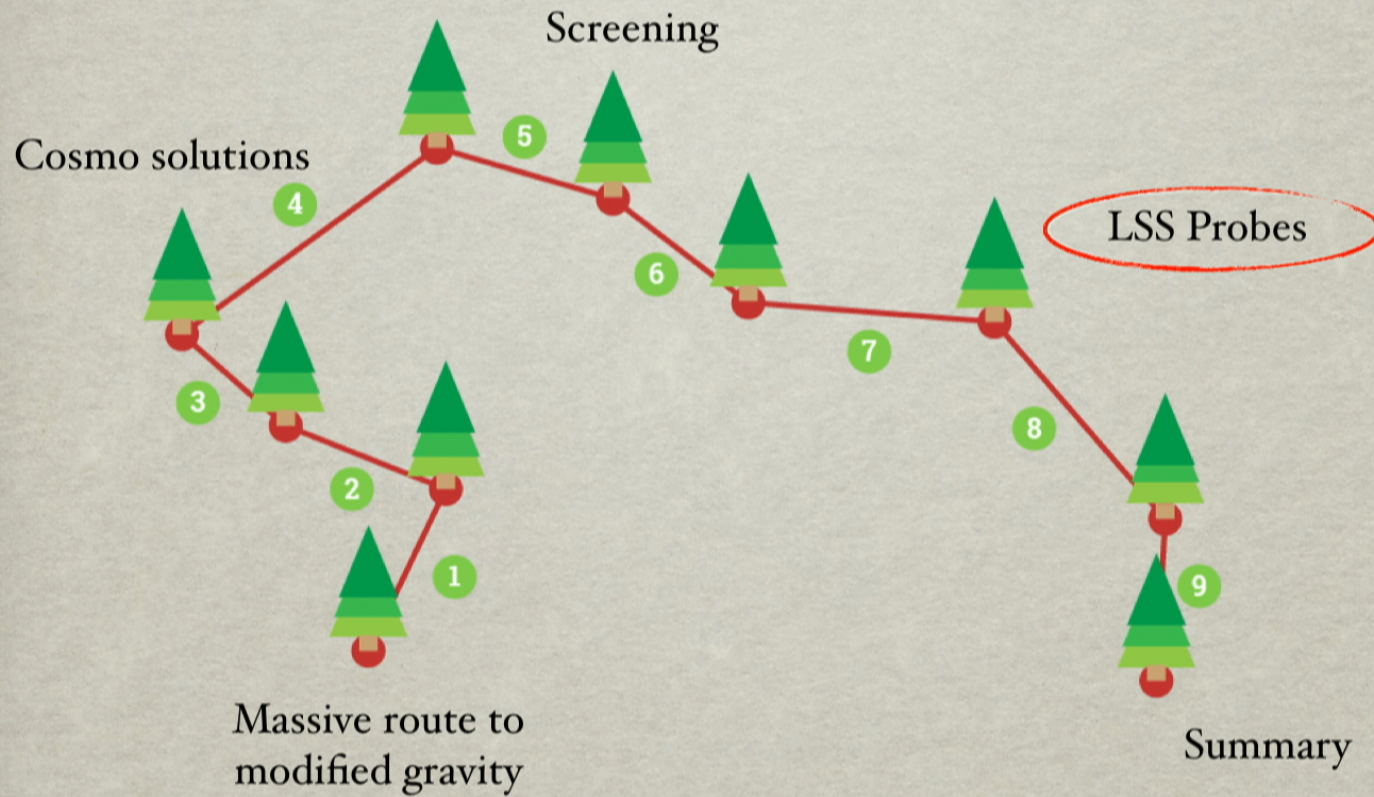 Screening
5
Cosmo solutions
4
LSS Probes
6
7
3
8
2
1
9
Massive route to
modified gravity
Summary